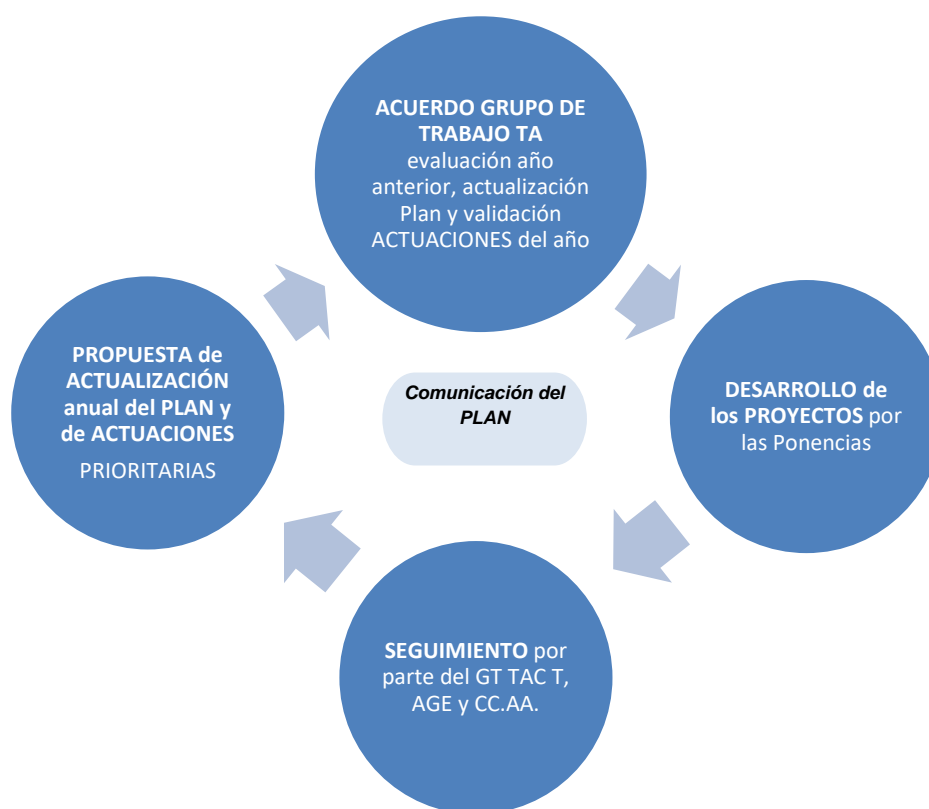 ACUERDO GRUPO DE
TRABAJO TA
evaluación año
anterior, actualización
Plan y validación
ACTUACIONES del año
PROPUESTA de
ACTUALIZACIÓN
anual del PLAN y
de ACTUACIONES
PRIORITARIAS
Comunicación del
PLAN
DESARROLLO de
los PROYECTOS por
las Ponencias
SEGUIMIENTO por
parte del GT TAC T,
AGE y CC.AA.